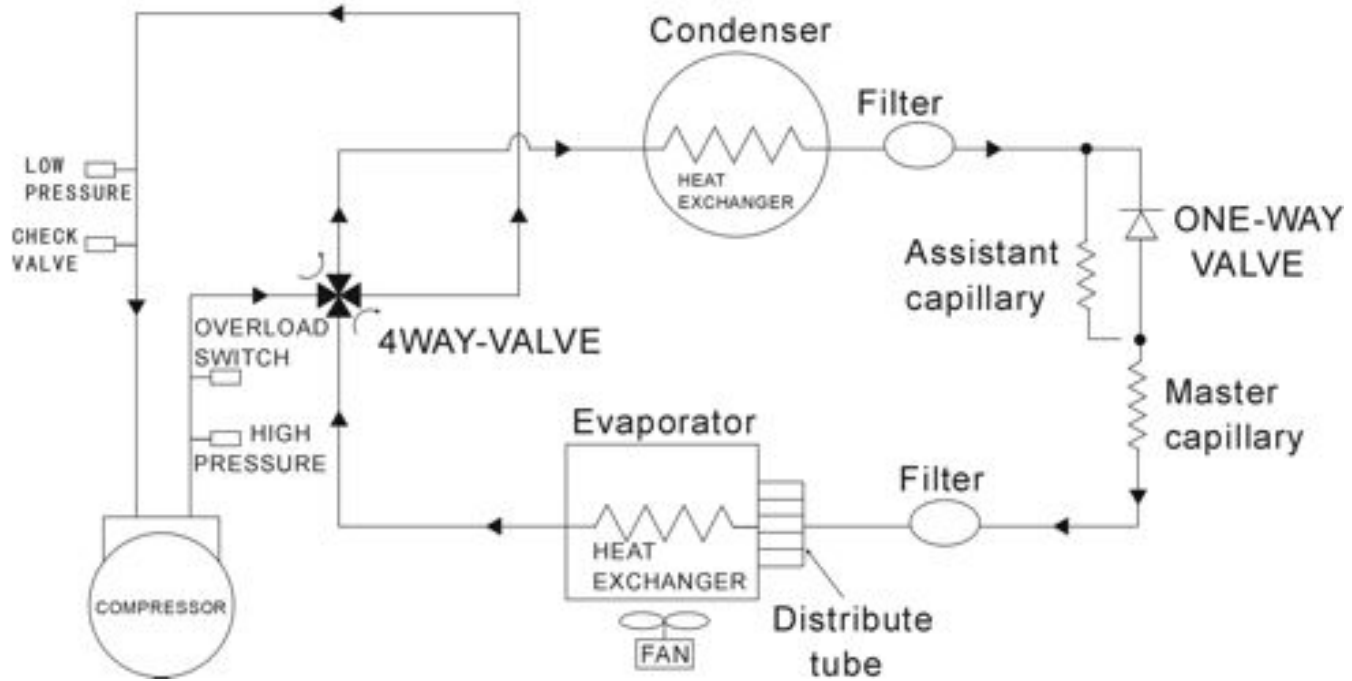 Condenser
Filter
LOW
PRESSURE
HEAT
EXCHANGER
CHECK
VALVE
ONE-WAY
VALVE
Assistant
capillary
OVERLOAD
SWITCH
4WAY-VALVE
Master
capillary
Evaporator
HIGH
PRESSURE
Filter
HEAT
EXCHANGER
COMPRESSOR
Distribute
tube
FAN